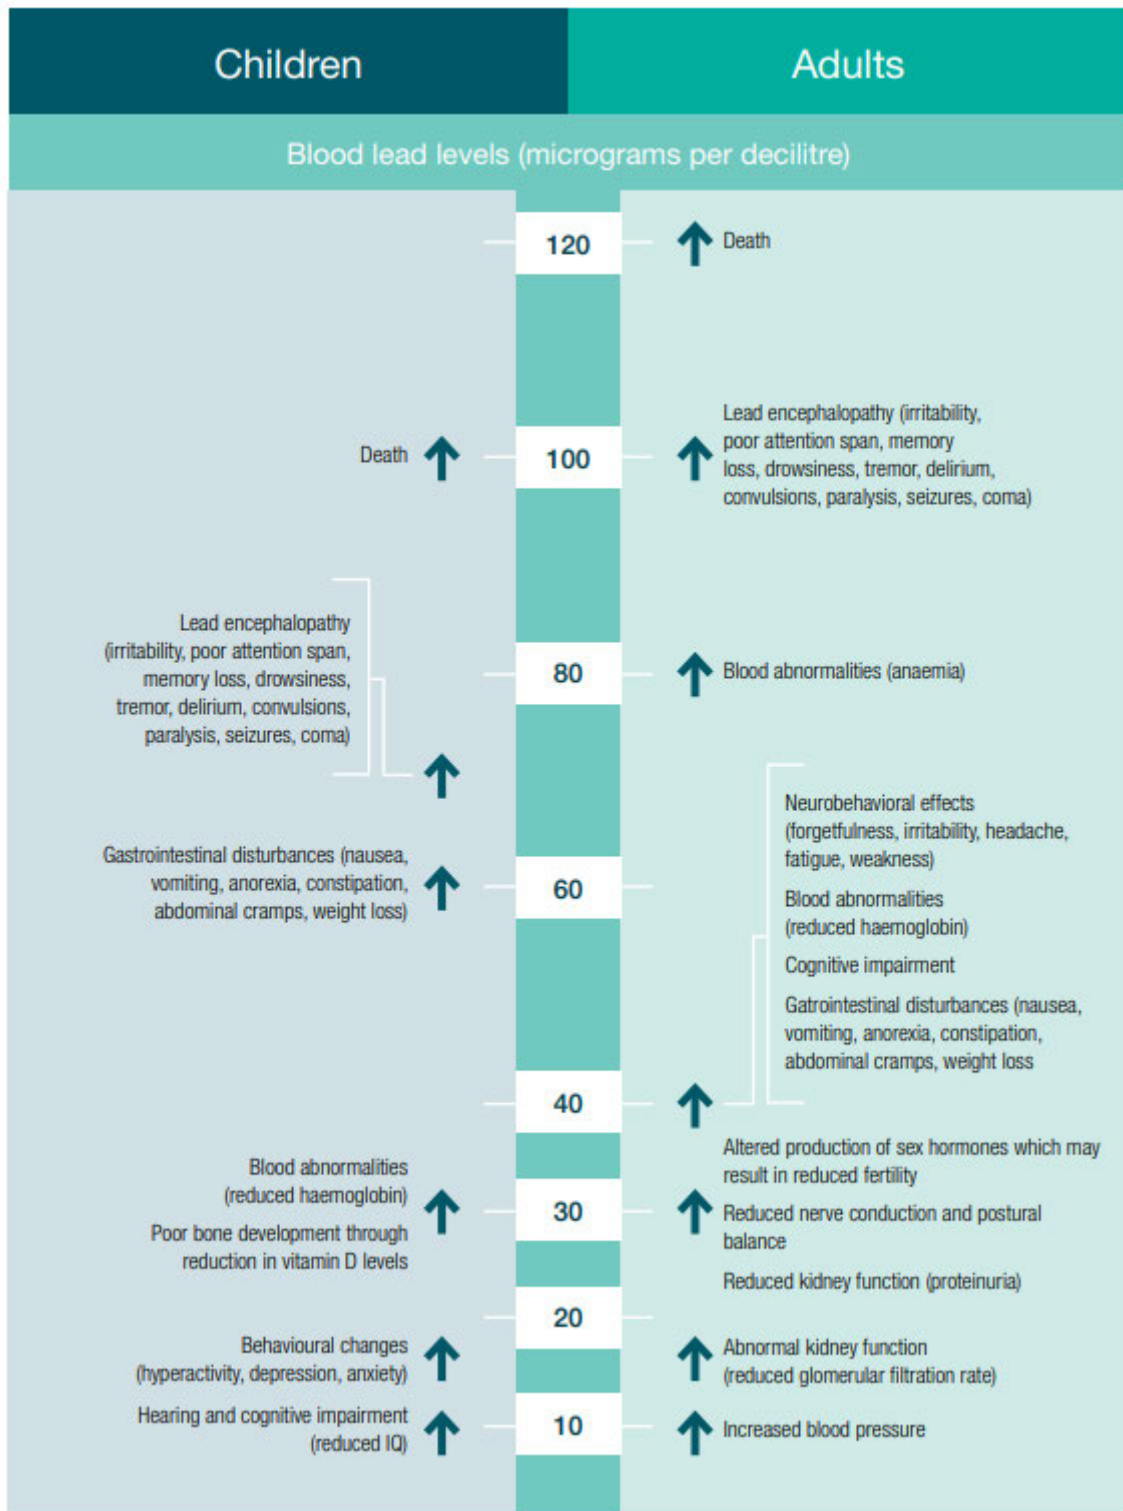 Children
Adults
Blood lead levels (micrograms per decilitre)
120
Death
Death
100
Lead encephalopathy (irritability,
poor attention span, memory
loss, drowsiness, tremor, delirium,
convulsions, paralysis, seizures, coma)
Lead encephalopathy
(irritability, poor attention span,
memory loss, drowsiness,
tremor, delirium, convulsions,
paralysis, seizures, coma)
80
Blood abnormalities (anaemia)
Gastrointestinal disturbances (nausea,
vomiting, anorexia, constipation,
abdominal cramps, weight loss)
60
Neurobehavioral effects
(forgetfulness, irritability, headache,
fatigue, weakness)
Blood abnormalities
(reduced haemoglobin)
Cognitive impairment
Gatrointestinal disturbances (nausea,
vomiting, anorexia, constipation,
abdominal cramps, weight loss
40
Blood abnormalities
(reduced haemoglobin)
Poor bone development through
reduction in vitamin D levels
30
Altered production of sex hormones which may
result in reduced fertility
Reduced nerve conduction and postural
balance
Reduced kidney function (proteinuria)
20
Behavioural changes
(hyperactivity, depression, anxiety)
Abnormal kidney function
(reduced glomerular filtration rate)
Hearing and cognitive impairment
(reduced IQ)
10
Increased blood pressure